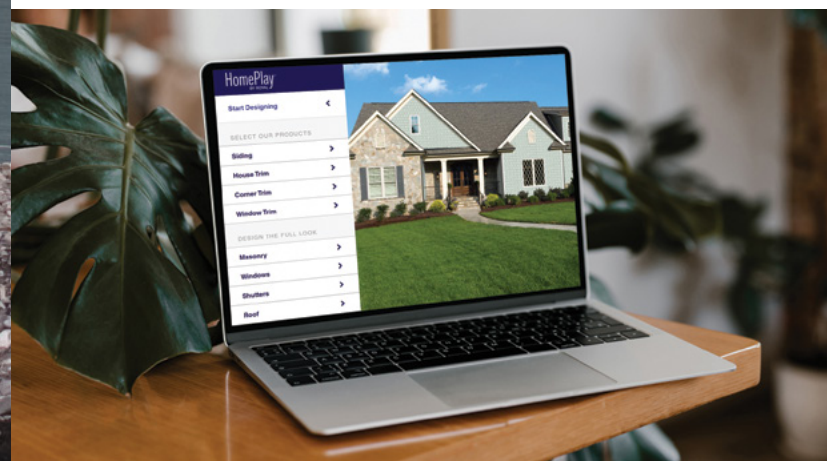 HomePlay
Start Designing
SELECT OUR PRODUCTS
Siding
House Trim
Corner Trim
Window Trim
DESIGN THE FULL LOOK
Masonry
Windows
Shutters
Roof